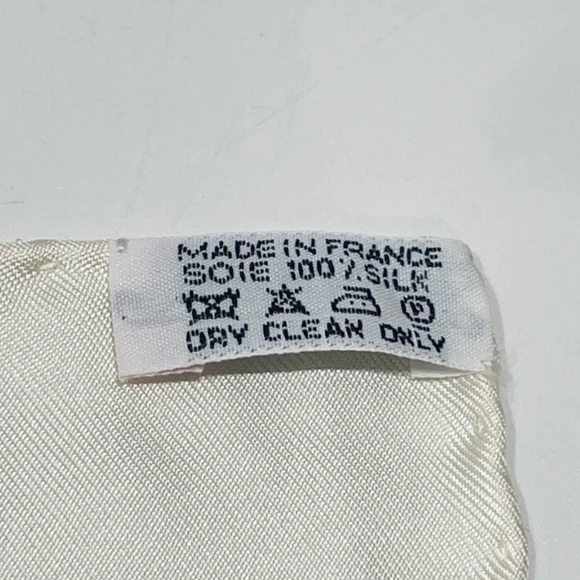 MADE IN FRANCE
SOIE 100% SILK
DRY CLEAN ONLY